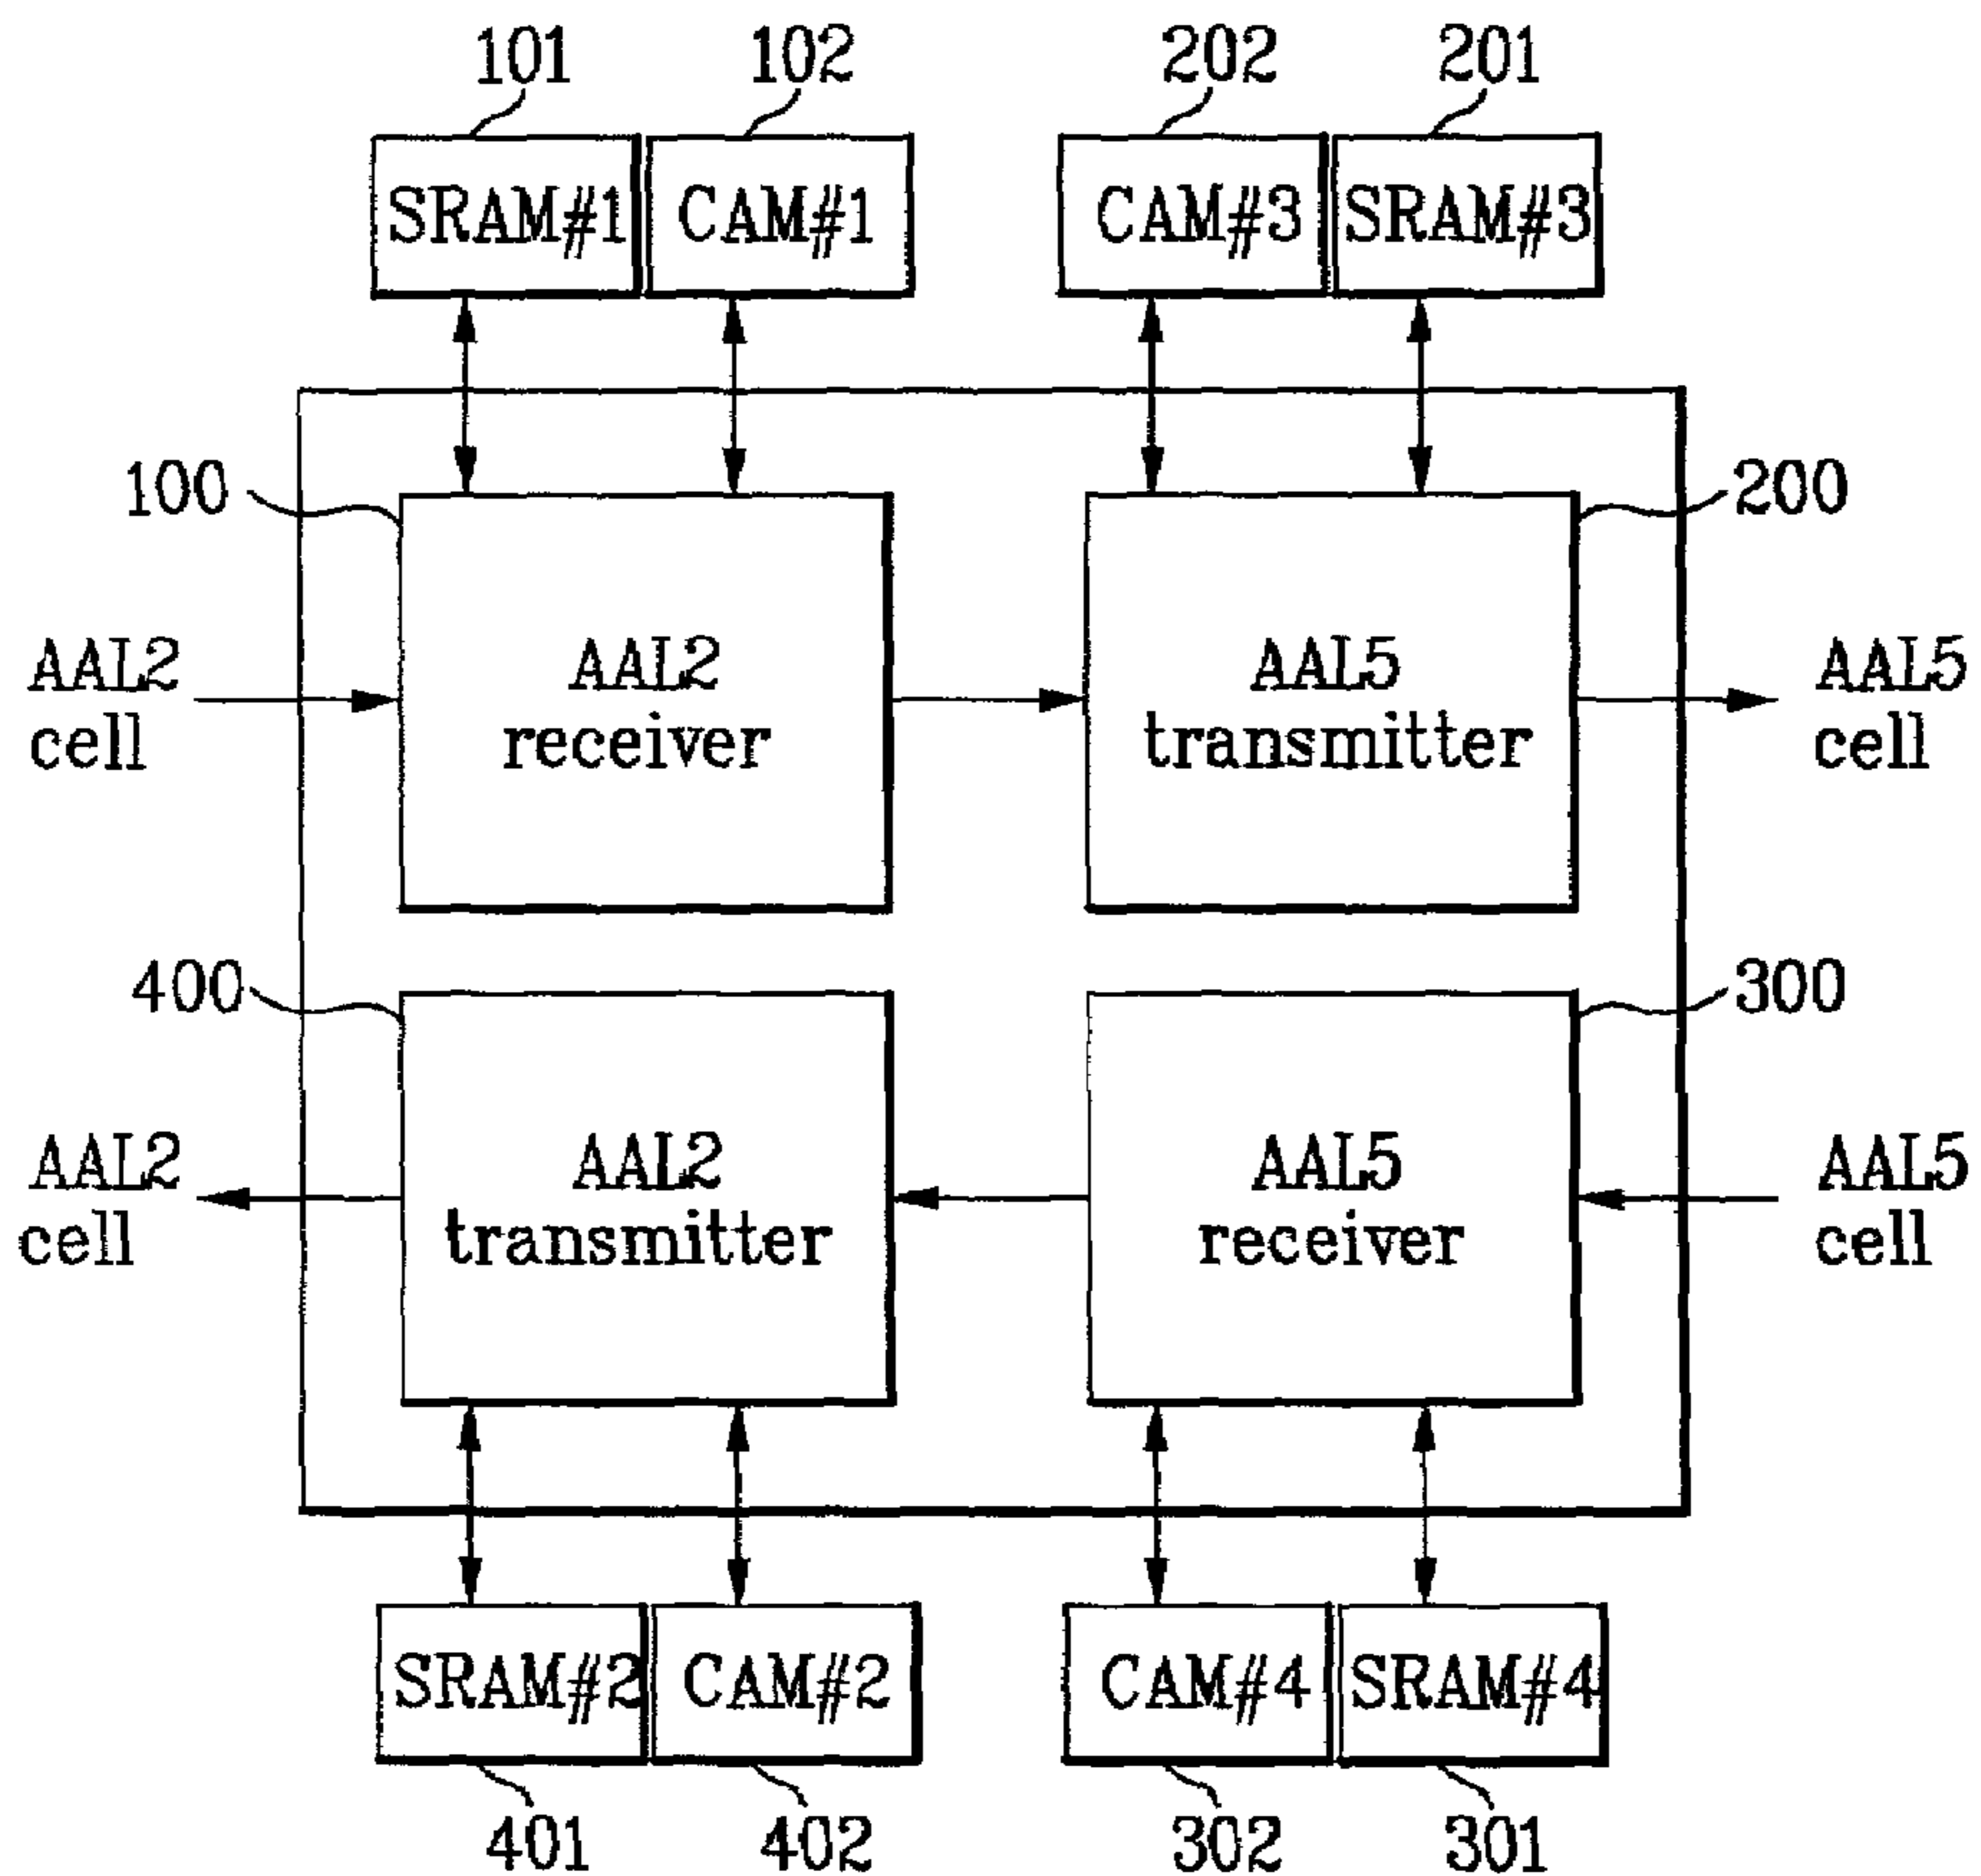 101
102
202
201
SRAM#1
CAM#1
CAM#3
SRAM#3
100
200
AAL2
cell
AAL2
receiver
AAL5
transmitter
AAL5
cell
400
300
AAL2
cell
AAL2
transmitter
AAL5
receiver
AAL5
cell
SRAM#2
CAM#2
CAM#4
SRAM#4
401
402
302
301